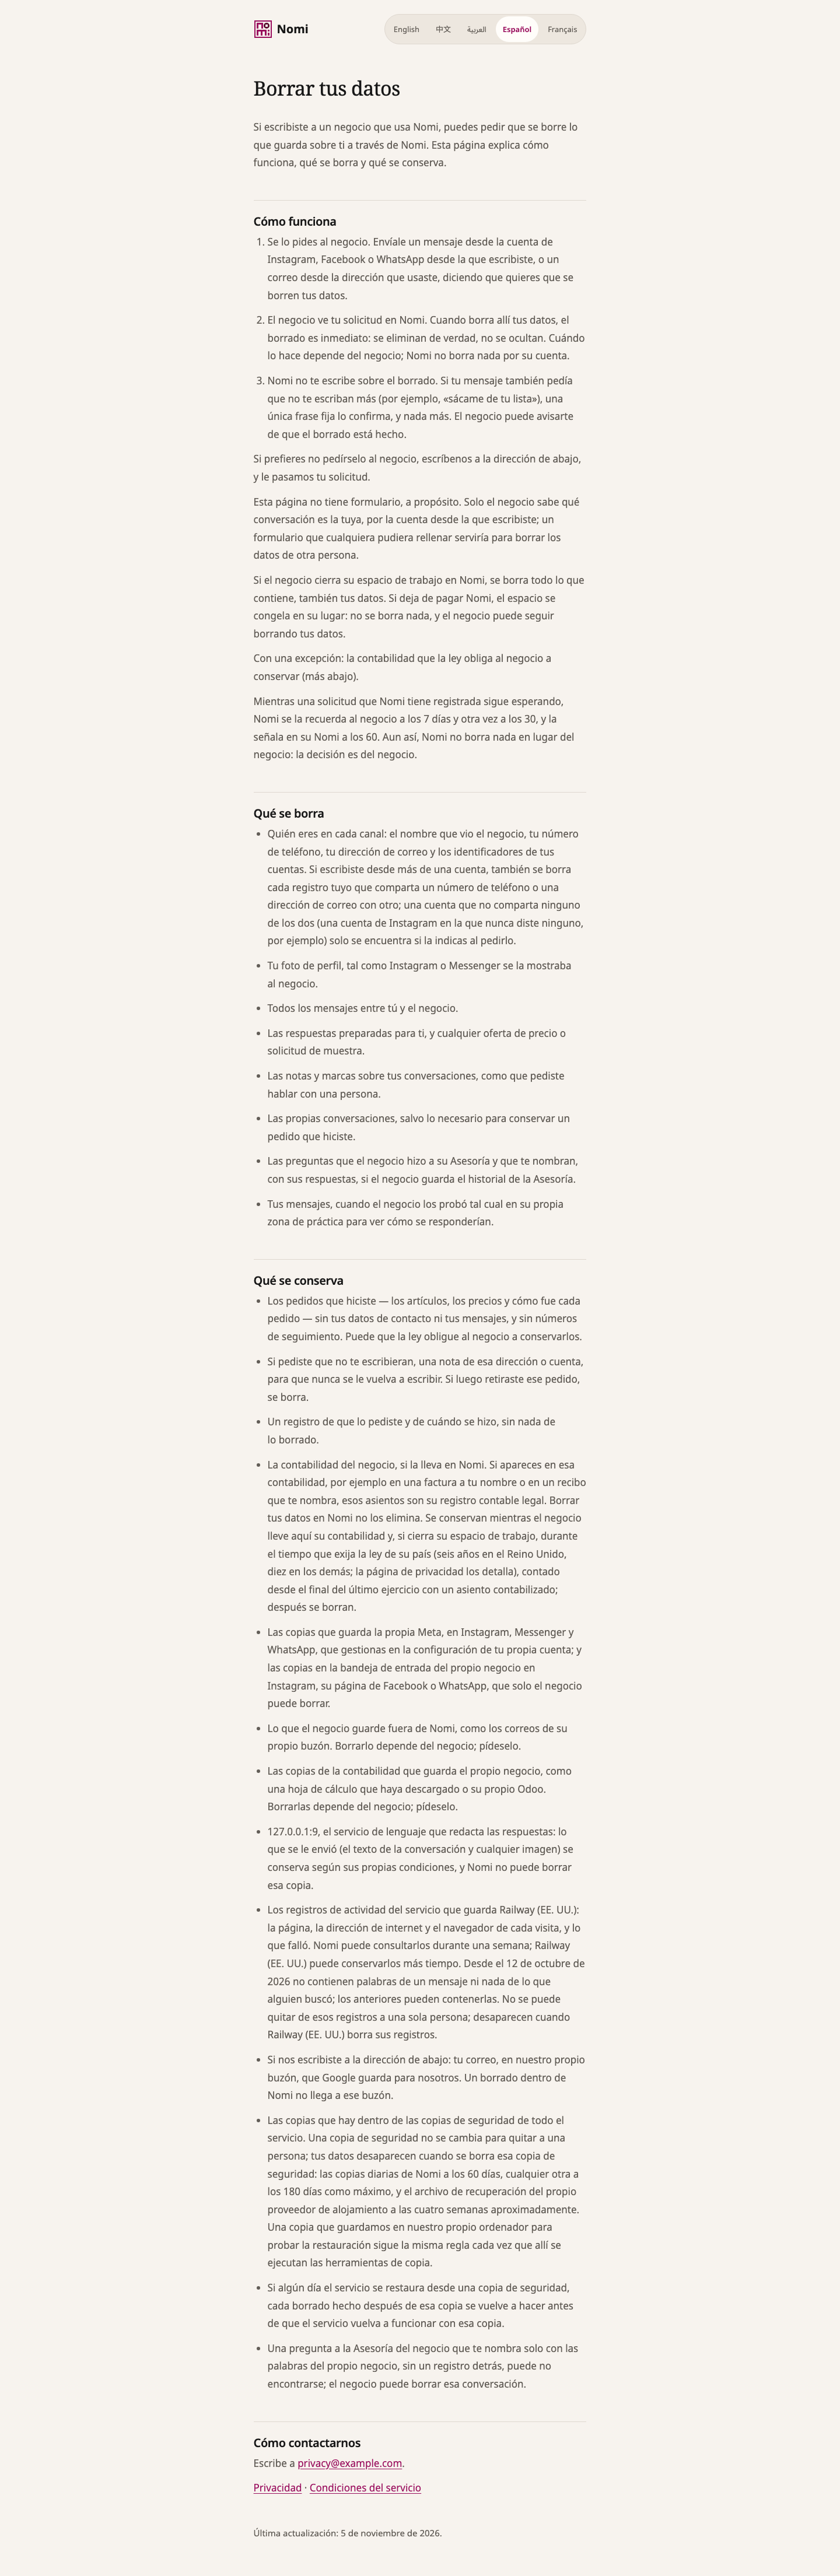 Nomi
English 中文 العربية Español Français
Borrar tus datos
Si escribiste a un negocio que usa Nomi, puedes pedir que se borre lo
que guarda sobre ti a través de Nomi. Esta página explica cómo
funciona, qué se borra y qué se conserva.
Cómo funciona
1. Se lo pides al negocio. Envíale un mensaje desde la cuenta de
Instagram, Facebook o WhatsApp desde la que escribiste, o un
correo desde la dirección que usaste, diciendo que quieres que se
borren tus datos.
2. El negocio ve tu solicitud en Nomi. Cuando borra allí tus datos, el
borrado es inmediato: se eliminan de verdad, no se ocultan. Cuándo
lo hace depende del negocio; Nomi no borra nada por su cuenta.
3. Nomi no te escribe sobre el borrado. Si tu mensaje también pedía
que no te escribieran más (por ejemplo, «sácame de tu lista»), una
única frase fija lo confirma, y nada más. El negocio puede avisarte
de que el borrado está hecho.
Si prefieres no pedírselo al negocio, escríbenos a la dirección de abajo,
y le pasamos tu solicitud.
Esta página no tiene formulario, a propósito. Solo el negocio sabe qué
conversación es la tuya, por la cuenta desde la que escribiste; un
formulario que cualquiera pudiera rellenar serviría para borrar los
datos de otra persona.
Si el negocio cierra su espacio de trabajo en Nomi, se borra todo lo que
contiene, también tus datos. Si deja de pagar Nomi, el espacio se
congela en su lugar: no se borra nada, y el negocio puede seguir
borrando tus datos.
Con una excepción: la contabilidad que la ley obliga al negocio a
conservar (más abajo).
Mientras una solicitud que Nomi tiene registrada sigue esperando,
Nomi se la recuerda al negocio a los 7 días y otra vez a los 30, y la
señala en su Nomi a los 60. Aun así, Nomi no borra nada en lugar del
negocio: la decisión es del negocio.
Qué se borra
• Quién eres en cada canal: el nombre que vio el negocio, tu número
de teléfono, tu dirección de correo y los identificadores de tus
cuentas. Si escribiste desde más de una cuenta, también se borra
cada registro tuyo que comparta un número de teléfono o una
dirección de correo con otro; una cuenta que no comparta ninguno
de los dos (una cuenta de Instagram en la que nunca diste ninguno,
por ejemplo) solo se encuentra si la indicas al pedirlo.
• Tu foto de perfil, tal como Instagram o Messenger se la mostraba
al negocio.
• Todos los mensajes entre tú y el negocio.
• Las respuestas preparadas para ti, y cualquier oferta de precio o
solicitud de muestra.
• Las notas y marcas sobre tus conversaciones, como que pediste
hablar con una persona.
• Las propias conversaciones, salvo lo necesario para conservar un
pedido que hiciste.
• Las preguntas que el negocio hizo a su Asesoría y que te nombran,
con sus respuestas, si el negocio guarda el historial de la Asesoría.
• Tus mensajes, cuando el negocio los probó tal cual en su propia
zona de práctica para ver cómo se responderían.
Qué se conserva
• Los pedidos que hiciste — los artículos, los precios y cómo fue cada
pedido — sin tus datos de contacto ni tus mensajes, y sin números
de seguimiento. Puede que la ley obligue al negocio a conservarlos.
• Si pediste que no te escribieran, una nota de esa dirección o cuenta,
para que nunca se le vuelva a escribir. Si luego retiraste ese pedido,
se borra.
• Un registro de que lo pediste y de cuándo se hizo, sin nada de
lo borrado.
• La contabilidad del negocio, si la lleva en Nomi. Si apareces en esa
contabilidad, por ejemplo en una factura a tu nombre o en un recibo
que te nombra, esos asientos son su registro contable legal. Borrar
tus datos en Nomi no los elimina. Se conservan mientras el negocio
lleve aquí su contabilidad y, si cierra su espacio de trabajo, durante
el tiempo que exija la ley de su país (seis años en el Reino Unido,
diez en los demás; la página de privacidad los detalla), contado
desde el final del último ejercicio con un asiento contabilizado;
después se borran.
• Las copias que guarda la propia Meta, en Instagram, Messenger y
WhatsApp, que gestionas en la configuración de tu propia cuenta; y
las copias en la bandeja de entrada del propio negocio en
Instagram, su página de Facebook o WhatsApp, que solo el negocio
puede borrar.
• Lo que el negocio guarde fuera de Nomi, como los correos de su
propio buzón. Borrarlo depende del negocio; pídeselo.
• Las copias de la contabilidad que guarda el propio negocio, como
una hoja de cálculo que haya descargado o su propio Odoo.
Borrarlas depende del negocio; pídeselo.
• 127.0.0.1:9, el servicio de lenguaje que redacta las respuestas: lo
que se le envió (el texto de la conversación y cualquier imagen) se
conserva según sus propias condiciones, y Nomi no puede borrar
esa copia.
• Los registros de actividad del servicio que guarda Railway (EE. UU.):
la página, la dirección de internet y el navegador de cada visita, y lo
que falló. Nomi puede consultarlos durante una semana; Railway
(EE. UU.) puede conservarlos más tiempo. Desde el 12 de octubre de
2026 no contienen palabras de un mensaje ni nada de lo que
alguien buscó; los anteriores pueden contenerlas. No se puede
quitar de esos registros a una sola persona; desaparecen cuando
Railway (EE. UU.) borra sus registros.
• Si nos escribiste a la dirección de abajo: tu correo, en nuestro propio
buzón, que Google guarda para nosotros. Un borrado dentro de
Nomi no llega a ese buzón.
• Las copias que hay dentro de las copias de seguridad de todo el
servicio. Una copia de seguridad no se cambia para quitar a una
persona; tus datos desaparecen cuando se borra esa copia de
seguridad: las copias diarias de Nomi a los 60 días, cualquier otra a
los 180 días como máximo, y el archivo de recuperación del propio
proveedor de alojamiento a las cuatro semanas aproximadamente.
Una copia que guardamos en nuestro propio ordenador para
probar la restauración sigue la misma regla cada vez que allí se
ejecutan las herramientas de copia.
• Si algún día el servicio se restaura desde una copia de seguridad,
cada borrado hecho después de esa copia se vuelve a hacer antes
de que el servicio vuelva a funcionar con esa copia.
• Una pregunta a la Asesoría del negocio que te nombra solo con las
palabras del propio negocio, sin un registro detrás, puede no
encontrarse; el negocio puede borrar esa conversación.
Cómo contactarnos
Escribe a privacy@example.com.
Privacidad · Condiciones del servicio
Última actualización: 5 de noviembre de 2026.